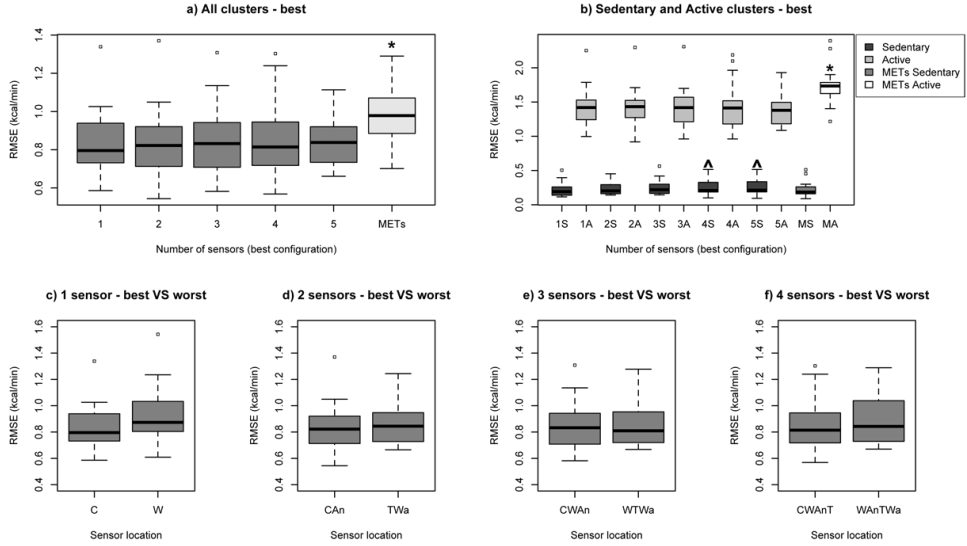 a) All clusters - best
RMSE (kcal/min)
1.4
1.2
1.0
0.8
0.6
*
1 2 3 4 5 METs
Number of sensors (best configuration)
b) Sedentary and Active clusters - best
RMSE (kcal/min)
2.0
1.5
1.0
0.5
0.0
^ ^ *
1S 1A 2S 2A 3S 3A 4S 4A 5S 5A MS MA
Number of sensors (best configuration)
Sedentary
Active
METs Sedentary
METs Active
c) 1 sensor - best VS worst
RMSE (kcal/min)
1.6
1.4
1.2
1.0
0.8
0.6
0.4
C W
Sensor location
d) 2 sensors - best VS worst
RMSE (kcal/min)
1.6
1.4
1.2
1.0
0.8
0.6
0.4
CAn TWa
Sensor location
e) 3 sensors - best VS worst
RMSE (kcal/min)
1.6
1.4
1.2
1.0
0.8
0.6
0.4
CWAn WTWa
Sensor location
f) 4 sensors - best VS worst
RMSE (kcal/min)
1.6
1.4
1.2
1.0
0.8
0.6
0.4
CWAnT WAnTWa
Sensor location